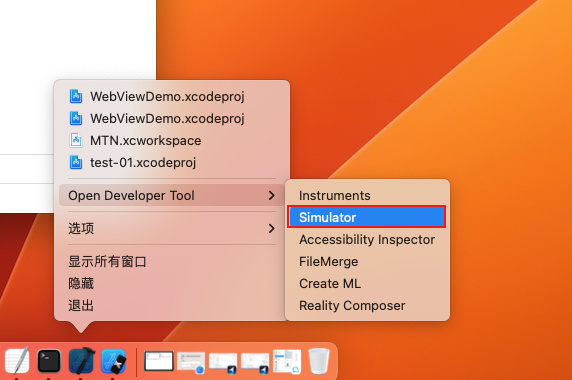 WebViewDemo.xcodeproj
WebViewDemo.xcodeproj
MTN.xcworkspace
test-01.xcodeproj
Open Developer Tool
选项
显示所有窗口
隐藏
退出
Instruments
Simulator
Accessibility Inspector
FileMerge
Create ML
Reality Composer